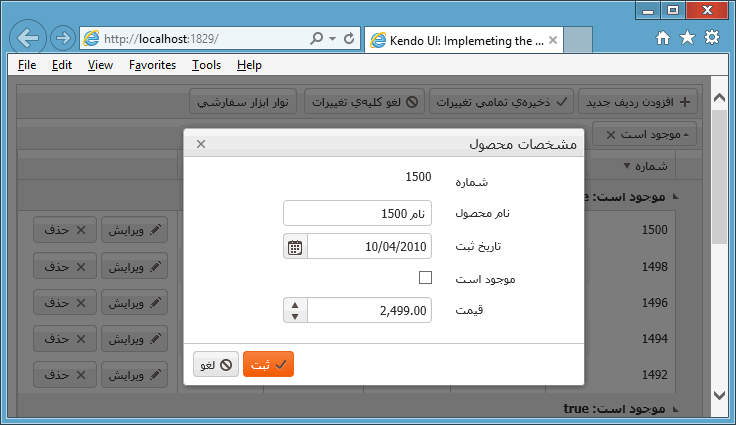 http://localhost:1829/
Kendo UI: Implemeting the ...
File Edit View Favorites Tools Help
افزودن رديف جديد ذخيره‌ي تمامي تغييرات لغو کليه‌ي تغييرات نوار ابزار سفارشي
موجود است
شماره
مشخصات محصول
شماره 1500
نام محصول نام 1500
تاريخ ثبت 10/04/2010
موجود است
قيمت 2,499.00
ثبت لغو
موجود است:
1500 ويرايش حذف
1498 ويرايش حذف
1496 ويرايش حذف
1494 ويرايش حذف
1492 ويرايش حذف
موجود است: true